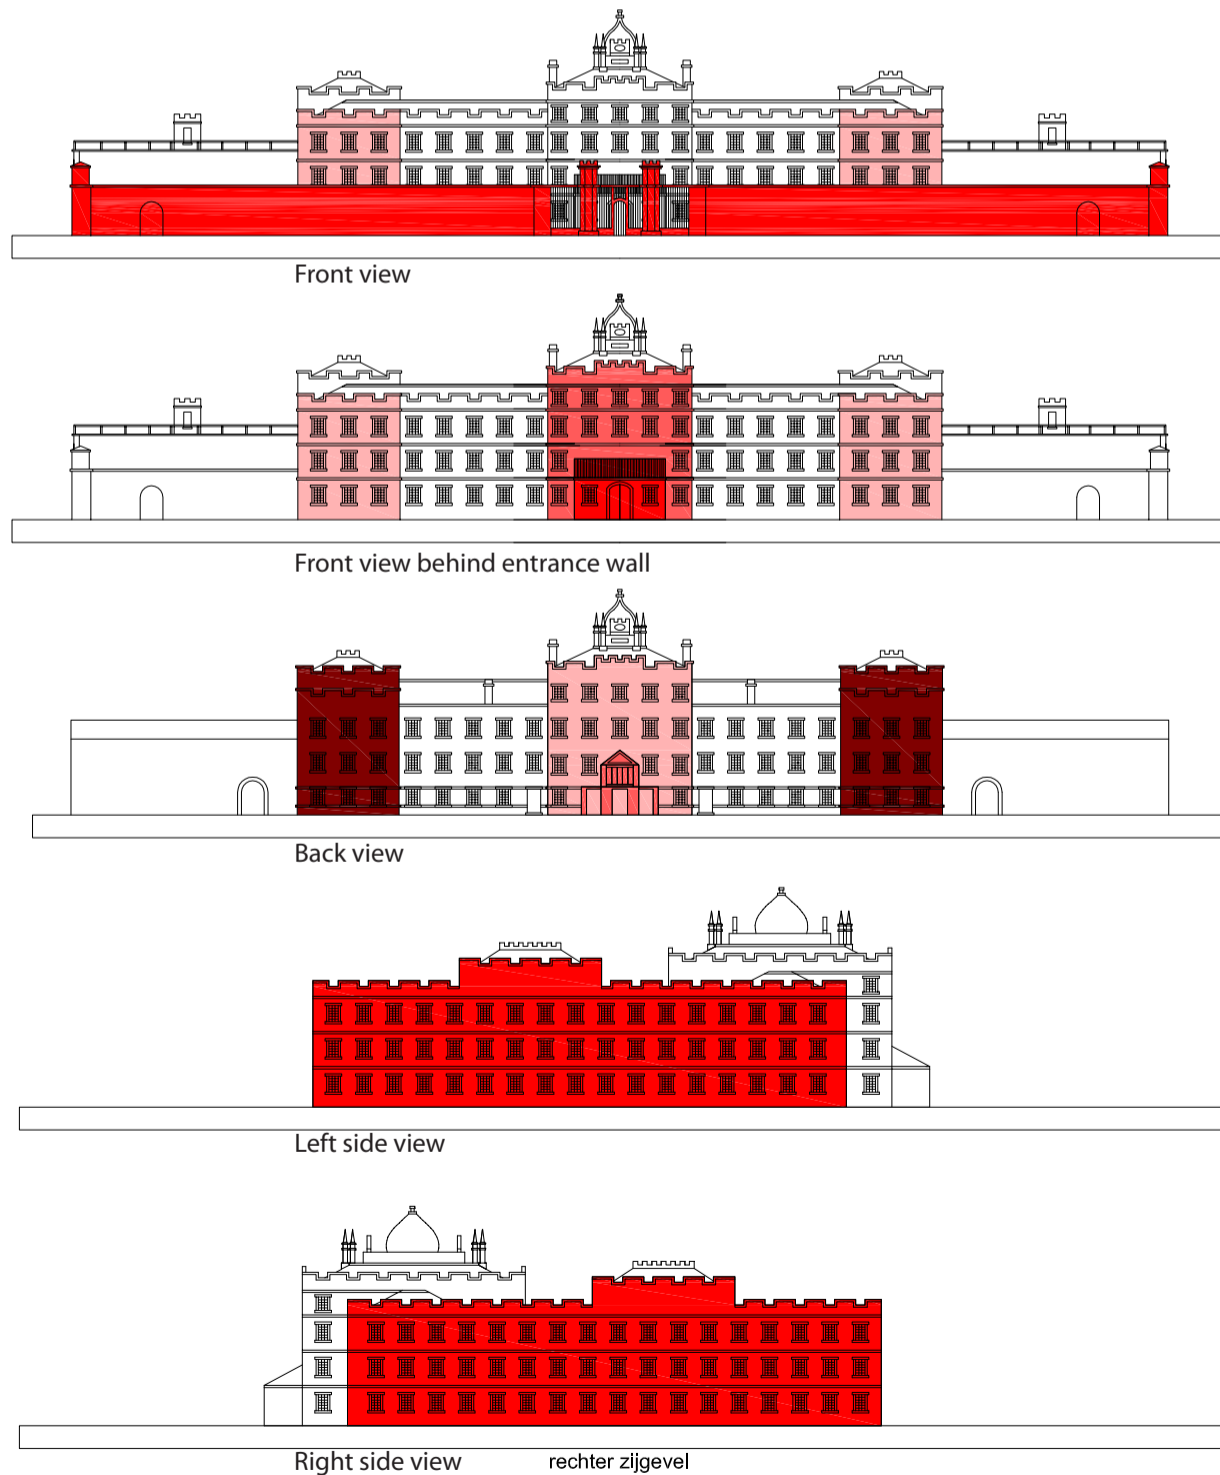 Front view
Front view behind entrance wall
Back view
Left side view
Right side view rechter zijgevel